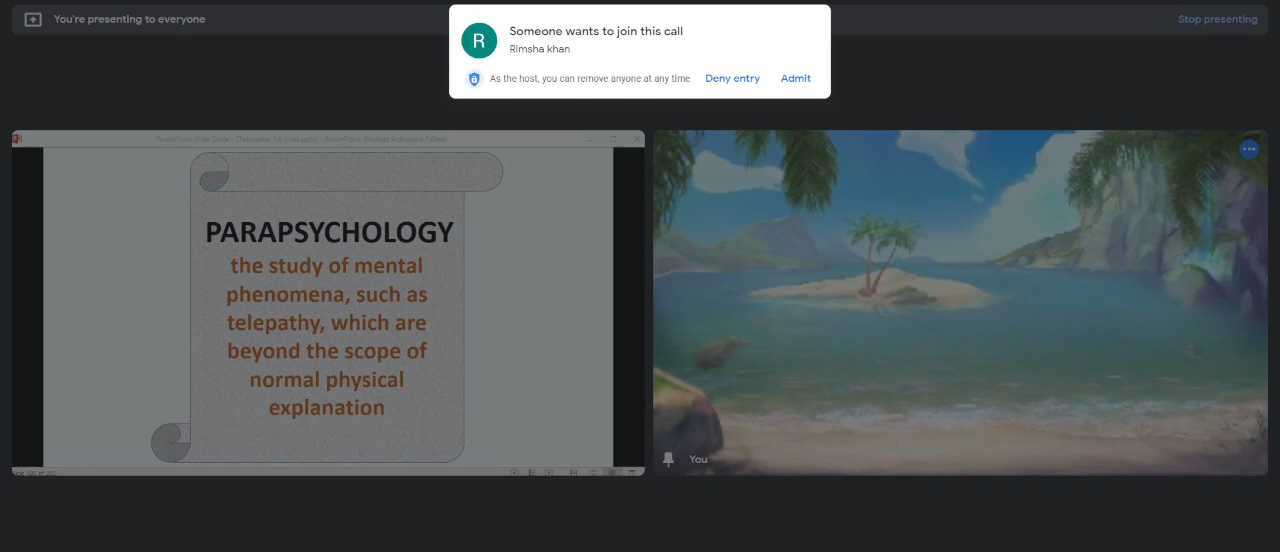 You're presenting to everyone
Stop presenting
R
Someone wants to join this call
Rimsha khan
As the host, you can remove anyone at any time
Deny entry
Admit
PARAPSYCHOLOGY
the study of mental
phenomena, such as
telepathy, which are
beyond the scope of
normal physical
explanation
You